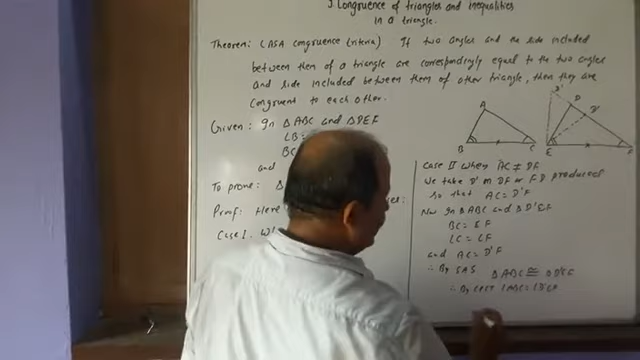 3 Congruence of triangles and inequalities
in a triangle.
Theorem: (ASA congruence criteria) If two angles and the side included
between them of a triangle are correspondingly equal to the two angles
and side included between them of other triangle, then they are
congruent to each other.
Given: In △ABC and △DEF
∠B =
BC =
and
To prove: △
Proof: Here
Case I. W
A
B
C
D'
D
D'
E
F
Case II When AC ≠ DF
We take D' on DF or FD produced
so that AC = D'F
Now In △ABC and △D'EF
BC = EF
∠C = ∠F
and AC = D'F
∴ By SAS △ABC ≅ △D'EF
∴ By CPCT ∠ABC = ∠D'EF